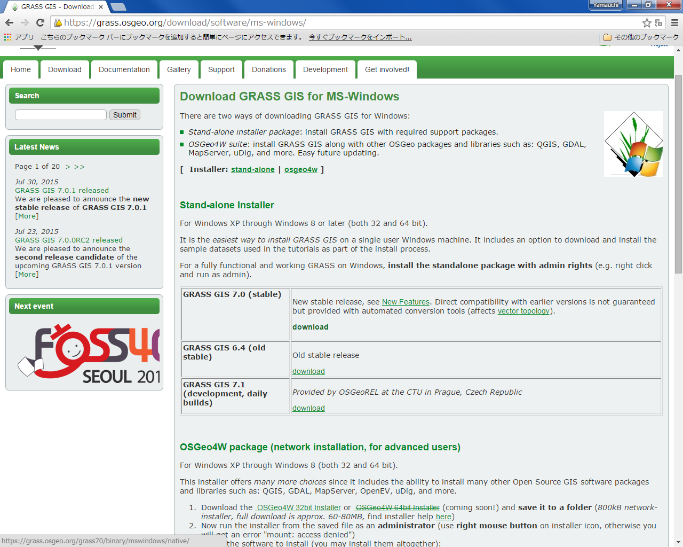 GRASS GIS - Download
Yamauchi
https://grass.osgeo.org/download/software/ms-windows/
アプリ こちらのブックマーク バーにブックマークを追加すると簡単にページにアクセスできます。 今すぐブックマークをインポート... その他のブックマーク
Home Download Documentation Gallery Support Donations Development Get involved!
Search
Submit
Latest News
Page 1 of 20 > >>
Jul 30, 2015
GRASS GIS 7.0.1 released
We are pleased to announce the new
stable release of GRASS GIS 7.0.1
[More]
Jul 23, 2015
GRASS GIS 7.0.0RC2 released
We are pleased to announce the
second release candidate of the
upcoming GRASS GIS 7.0.1 version
[More]
Next event
FOSS4G
SEOUL 201
Download GRASS GIS for MS-Windows
There are two ways of downloading GRASS GIS for Windows:
Stand-alone installer package: install GRASS GIS with required support packages.
OSGeo4W suite: install GRASS GIS along with other OSGeo packages and libraries such as: QGIS, GDAL,
MapServer, uDig, and more. Easy future updating.
[ Installer: stand-alone | osgeo4w ]
Stand-alone Installer
For Windows XP through Windows 8 or later (both 32 and 64 bit).
It is the easiest way to install GRASS GIS on a single user Windows machine. It includes an option to download and install the
sample datasets used in the tutorials as part of the install process.
For a fully functional and working GRASS on Windows, install the standalone package with admin rights (e.g. right click
and run as admin).
GRASS GIS 7.0 (stable)
New stable release, see New Features. Direct compatibility with earlier versions is not guaranteed
but provided with automated conversion tools (affects vector topology).
download
GRASS GIS 6.4 (old
stable)
Old stable release
download
GRASS GIS 7.1
(development, daily
builds)
Provided by OSGeoREL at the CTU in Prague, Czech Republic
download
OSGeo4W package (network installation, for advanced users)
For Windows XP through Windows 8 (both 32 and 64 bit).
This installer offers many more choices since it includes the ability to install many other Open Source GIS software packages
and libraries such as: QGIS, GDAL, MapServer, OpenEV, uDig, and more.
1. Download the OSGeo4W 32bit Installer or OSGeo4W 64bit Installer (coming soon!) and save it to a folder (800kB network-
installer, full download is approx. 60-80MB, find installer help here)
2. Now run the installer from the saved file as an administrator (use right mouse button on installer icon, otherwise you
will get an error "mount: access denied")
the software to install (you may install them altogether):
https://grass.osgeo.org/grass70/binary/mswindows/native/